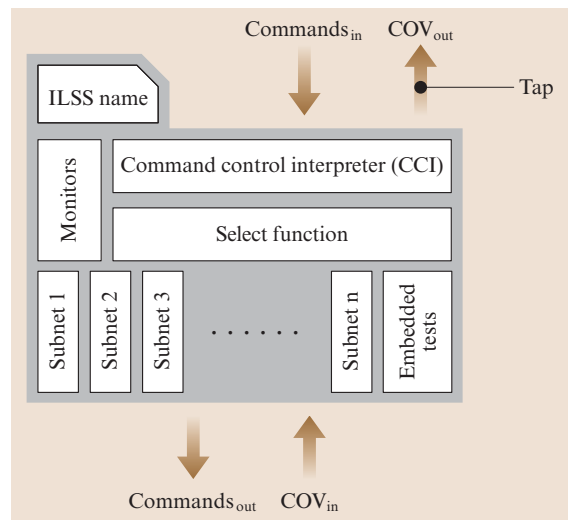 Commands_in COV_out
Tap
ILSS name
Monitors
Command control interpreter (CCI)
Select function
Subnet 1
Subnet 2
Subnet 3
. . . . . .
Subnet n
Embedded
tests
Commands_out COV_in